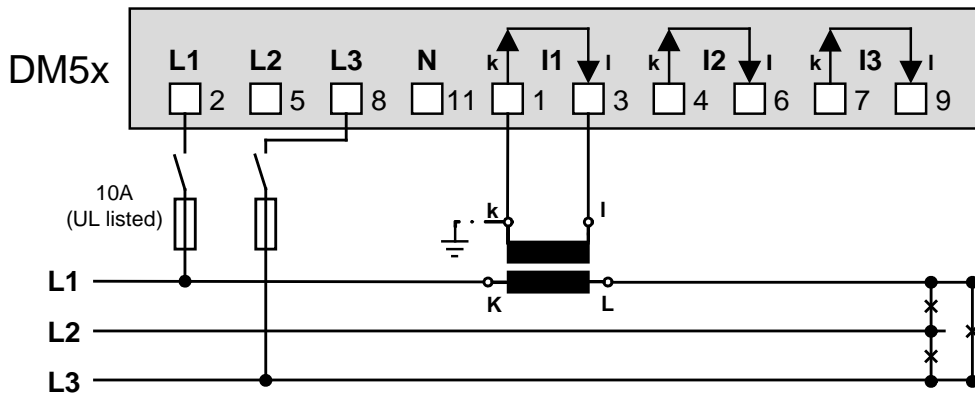 DM5x
L1 L2 L3 N k I1 l k I2 l k I3 l
2 5 8 11 1 3 4 6 7 9
10A
(UL listed)
k l
L1
K L
L2
L3